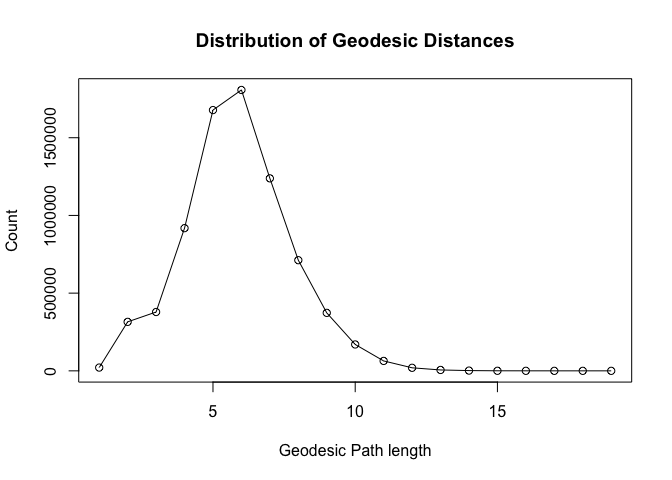 Distribution of Geodesic Distances
Count
1500000
1000000
500000
0
5
10
15
Geodesic Path length